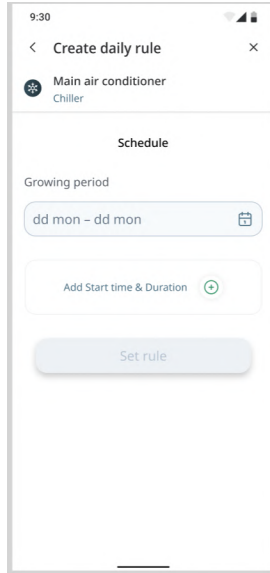 9:30
Create daily rule
Main air conditioner
Chiller
Schedule
Growing period
dd mon – dd mon
Add Start time & Duration
Set rule